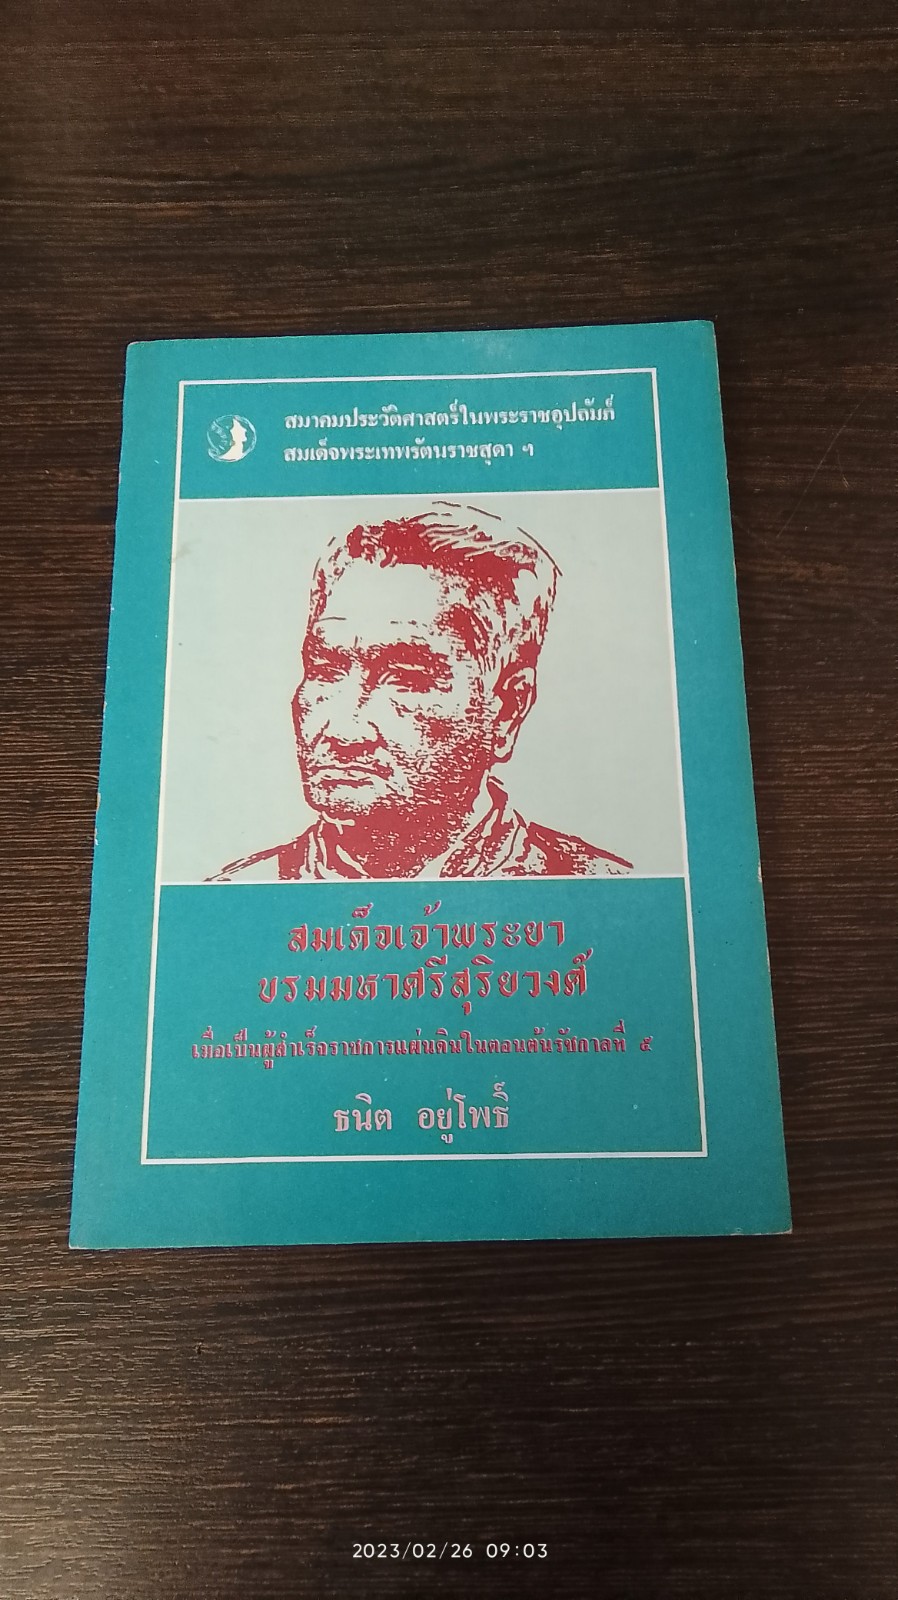 สมาคมประวัติศาสตร์ในพระราชอุปถัมภ์
สมเด็จพระเทพรัตนราชสุดา ฯ
สมเด็จเจ้าพระยา
บรมมหาศรีสุริยวงศ์
เมื่อเป็นผู้สำเร็จราชการแผ่นดินในตอนต้นรัชกาลที่ ๕
ธนิต อยู่โพธิ์
2023/02/26 09:03